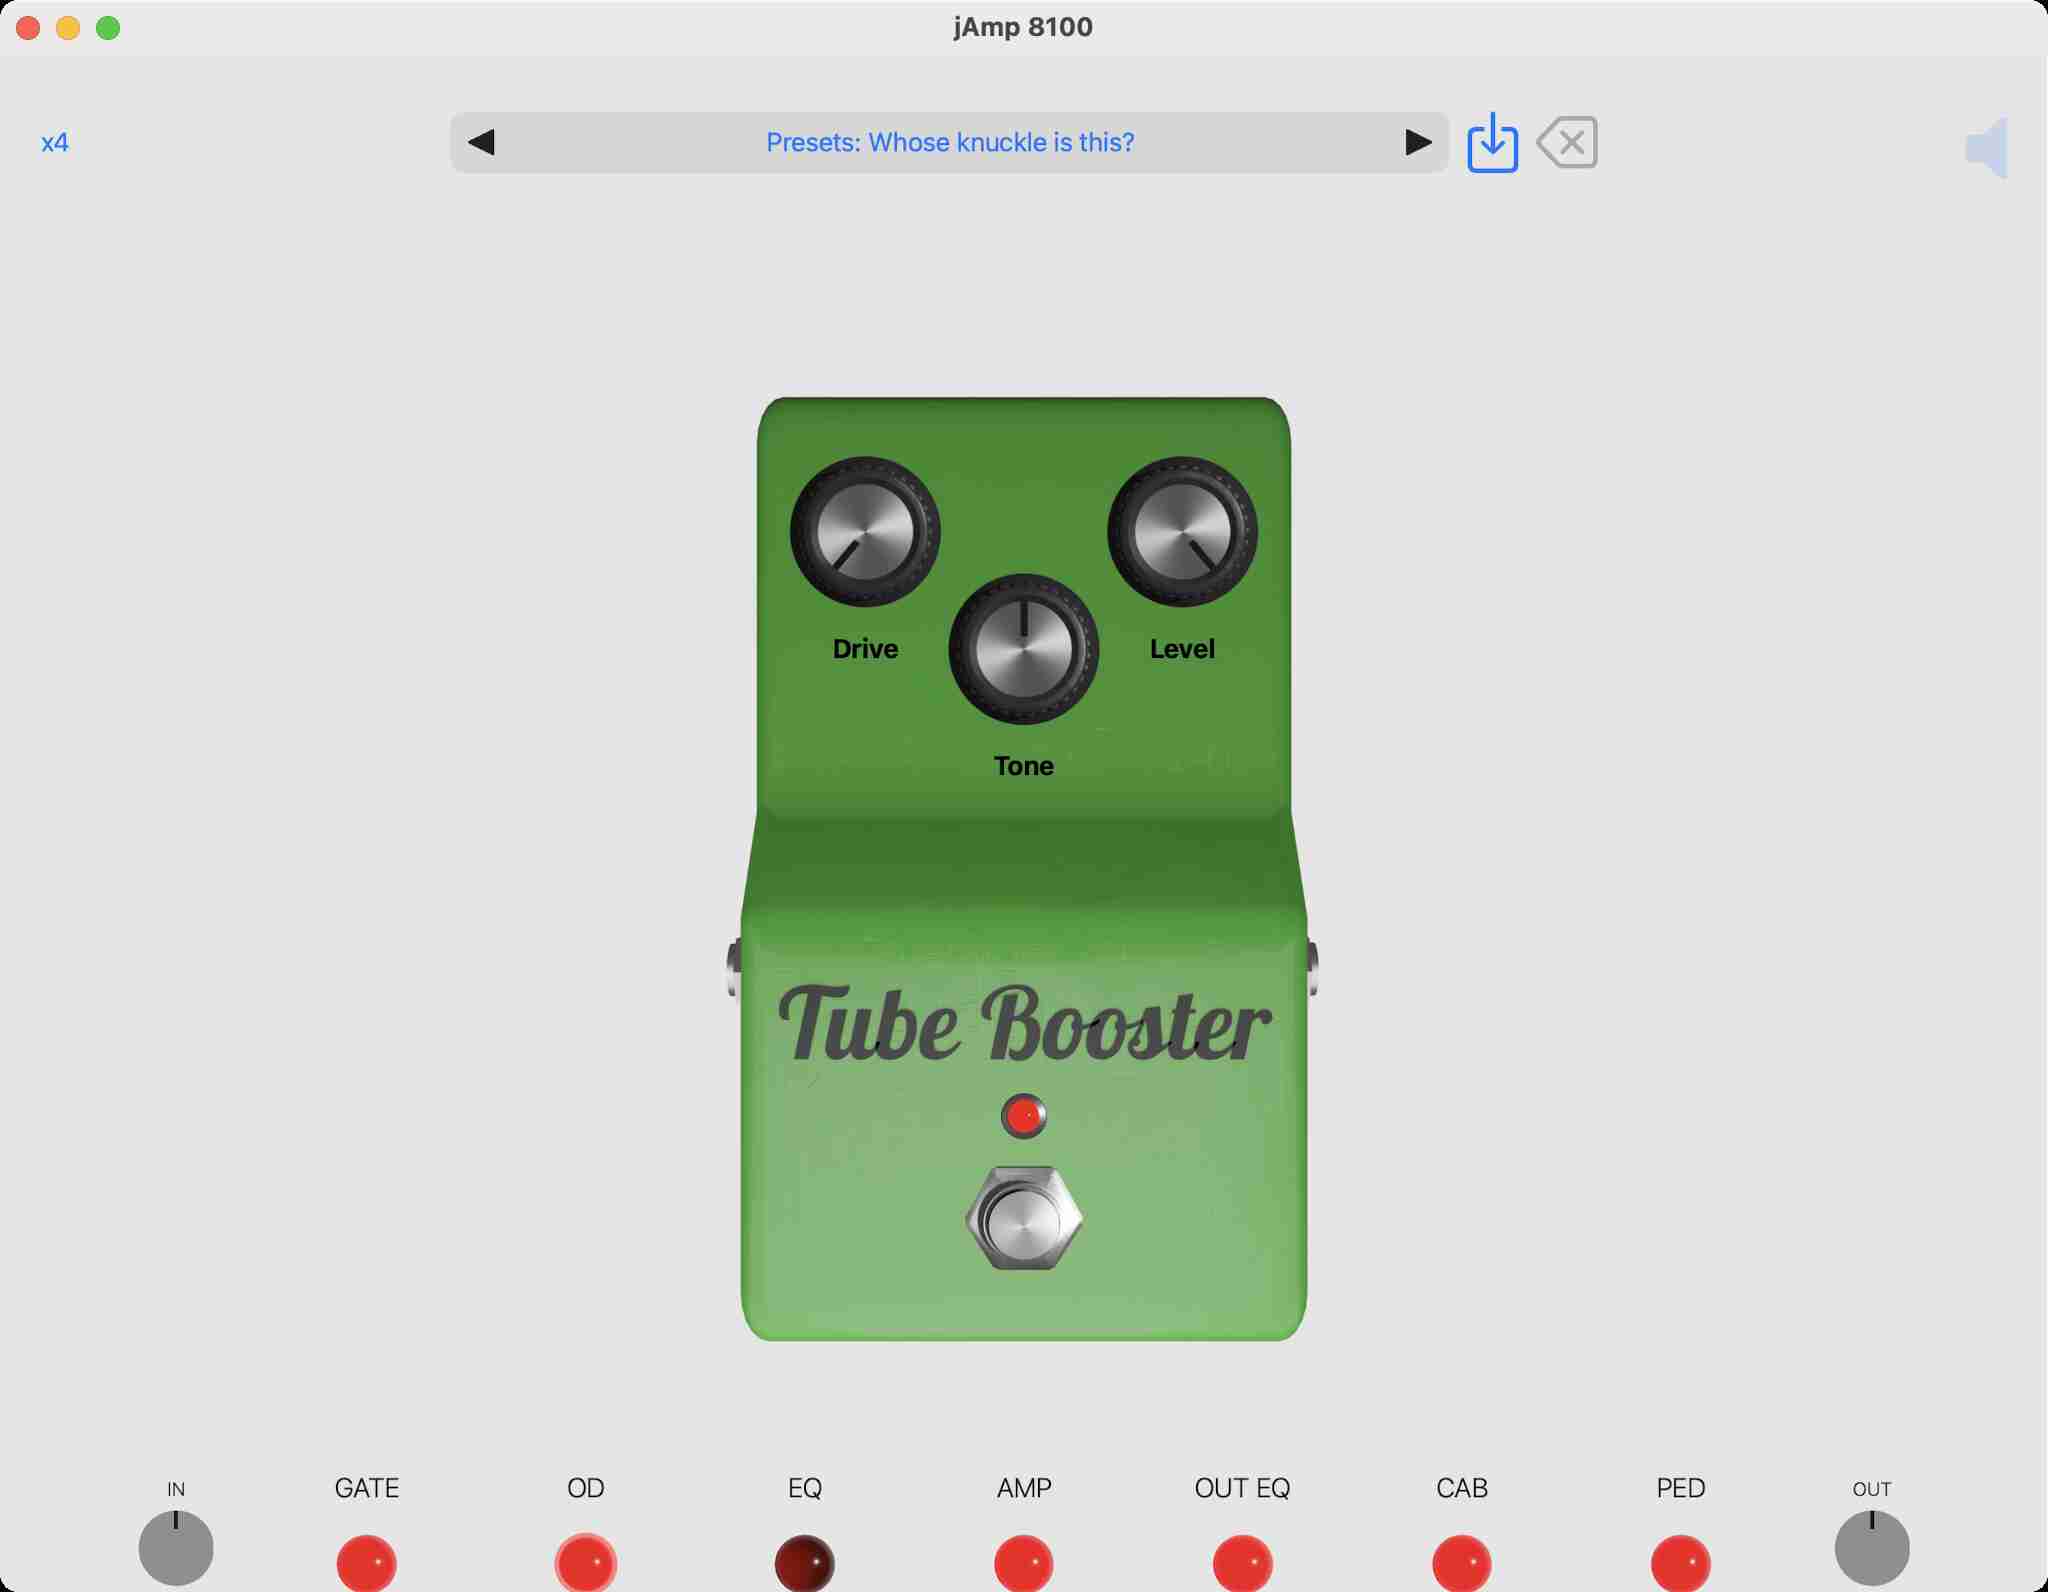 jAmp 8100
x4
Presets: Whose knuckle is this?
Drive
Level
Tone
Tube Booster
IN
GATE
OD
EQ
AMP
OUT EQ
CAB
PED
OUT